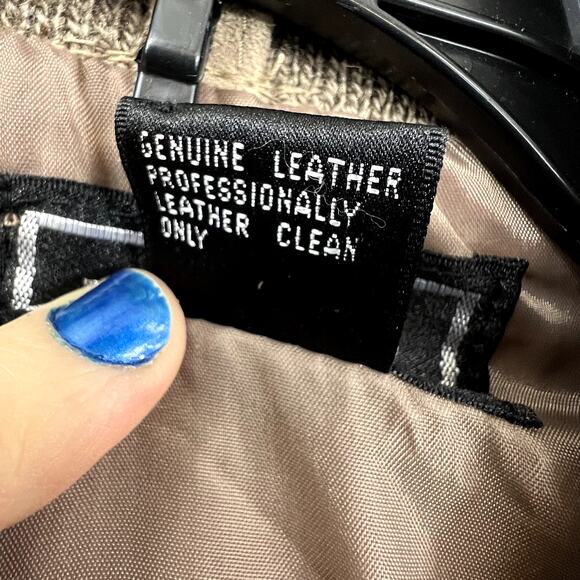 GENUINE LEATHER
PROFESSIONALLY
LEATHER CLEAN
ONLY